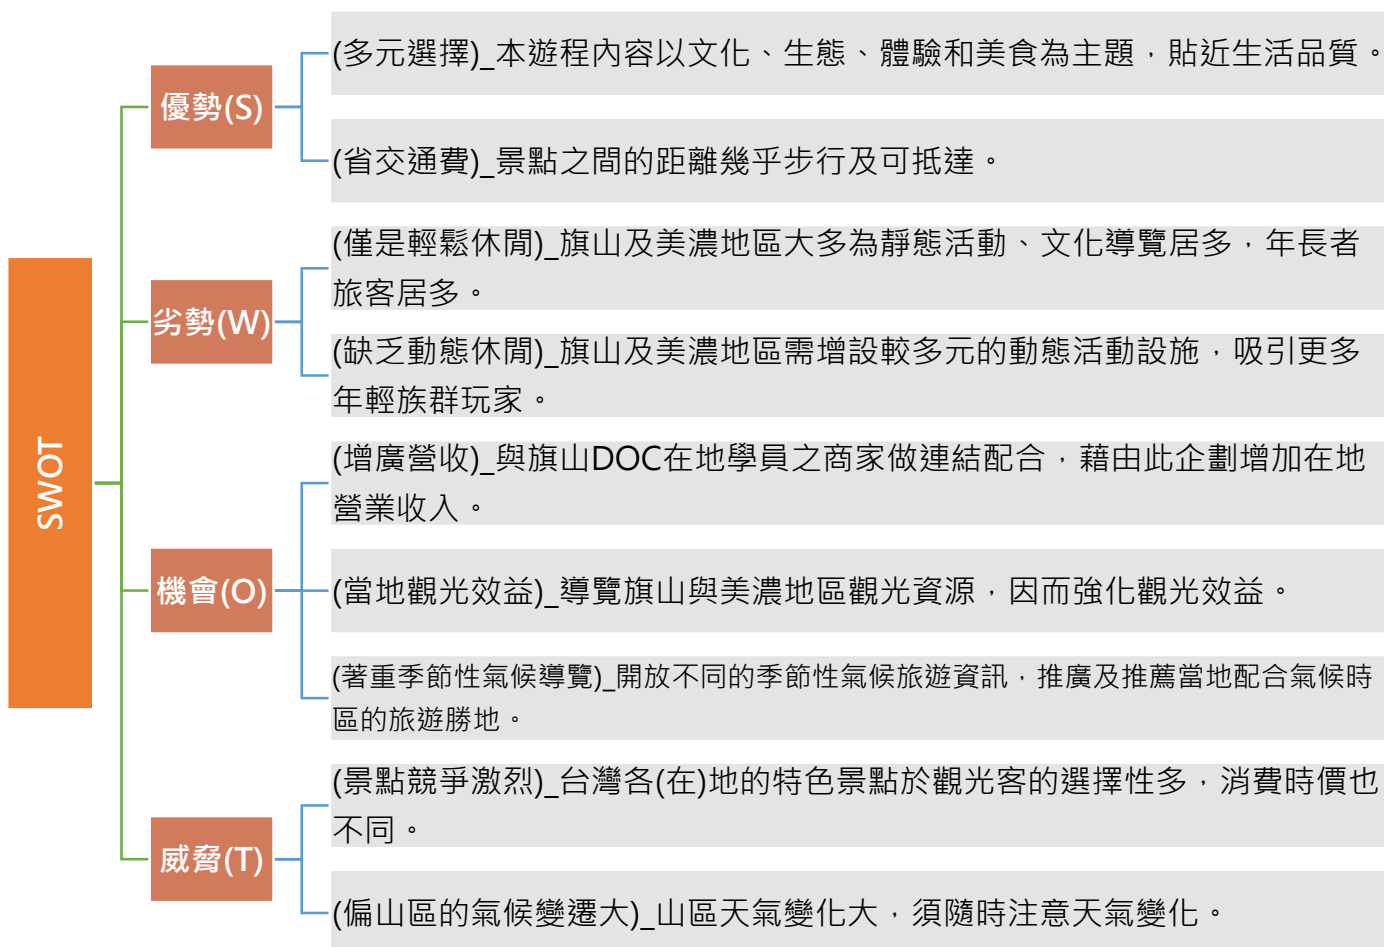 SWOT
優勢(S)
(多元選擇)_本遊程內容以文化、生態、體驗和美食為主題，貼近生活品質。
(省交通費)_景點之間的距離幾乎步行及可抵達。
劣勢(W)
(僅是輕鬆休閒)_旗山及美濃地區大多為靜態活動、文化導覽居多，年長者
旅客居多。
(缺乏動態休閒)_旗山及美濃地區需增設較多元的動態活動設施，吸引更多
年輕族群玩家。
機會(O)
(增廣營收)_與旗山DOC在地學員之商家做連結配合，藉由此企劃增加在地
營業收入。
(當地觀光效益)_導覽旗山與美濃地區觀光資源，因而強化觀光效益。
(著重季節性氣候導覽)_開放不同的季節性氣候旅遊資訊，推廣及推薦當地配合氣候時
區的旅遊勝地。
威脅(T)
(景點競爭激烈)_台灣各(在)地的特色景點於觀光客的選擇性多，消費時價也
不同。
(偏山區的氣候變遷大)_山區天氣變化大，須隨時注意天氣變化。